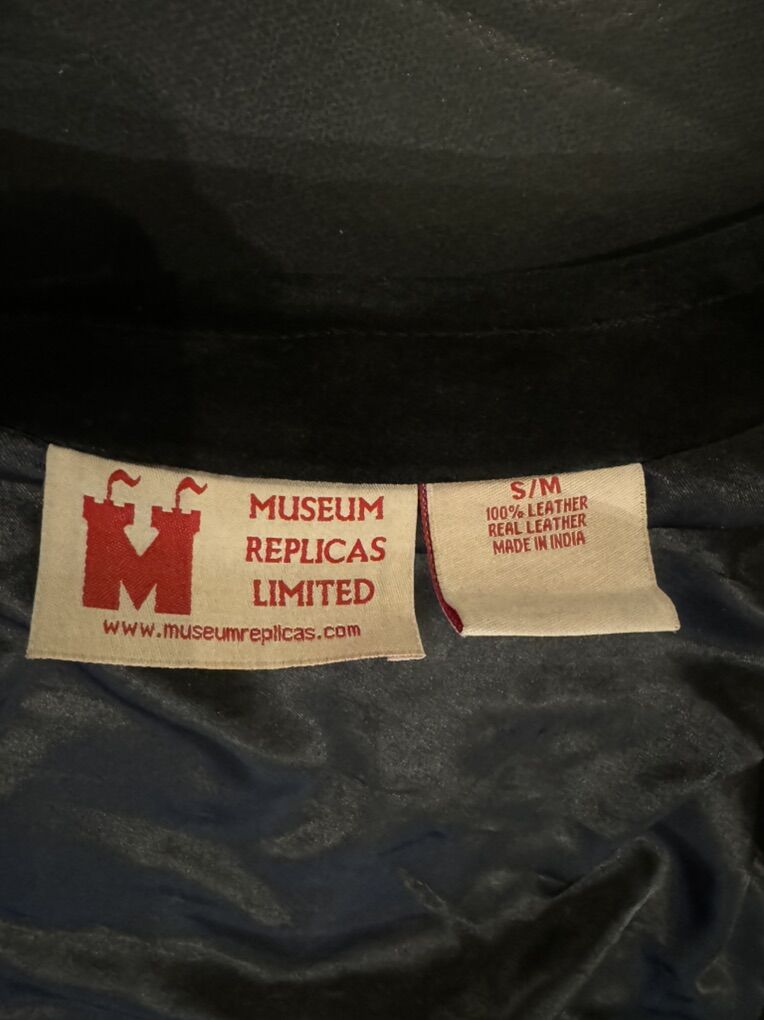 MUSEUM
REPLICAS
LIMITED
www.museumreplicas.com
S/M
100% LEATHER
REAL LEATHER
MADE IN INDIA